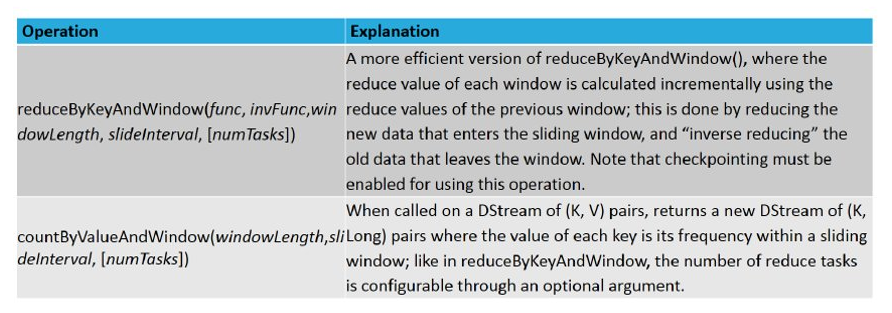 Operation
Explanation
reduceByKeyAndWindow(func, invFunc,win
dowLength, slideInterval, [numTasks])
A more efficient version of reduceByKeyAndWindow(), where the
reduce value of each window is calculated incrementally using the
reduce values of the previous window; this is done by reducing the
new data that enters the sliding window, and “inverse reducing” the
old data that leaves the window. Note that checkpointing must be
enabled for using this operation.
countByValueAndWindow(windowLength,sli
deInterval, [numTasks])
When called on a DStream of (K, V) pairs, returns a new DStream of (K,
Long) pairs where the value of each key is its frequency within a sliding
window; like in reduceByKeyAndWindow, the number of reduce tasks
is configurable through an optional argument.